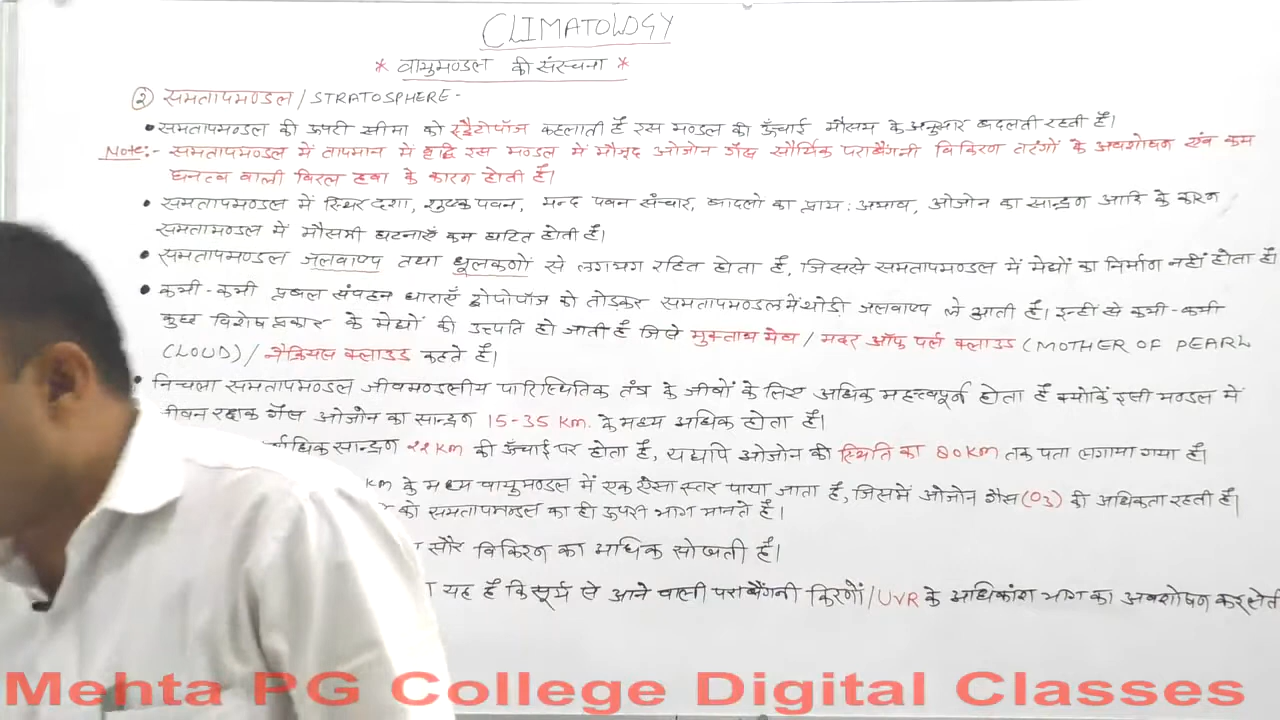 CLIMATOLOGY
* वायुमण्डल की संरचना *
② समतापमण्डल / STRATOSPHERE -
• समतापमण्डल की ऊपरी सीमा को स्ट्रैटोपॉज कहलाती हैं इस मण्डल की ऊँचाई मौसम के अनुसार बदलती रहती हैं।
Note:- समतापमण्डल में तापमान में वृद्धि इस मण्डल में मौजूद ओजोन गैस सौर्यिक पराबैंगनी विकिरण तरंगों के अवशोषण एवं कम
घनत्व वाली विरल हवा के कारण होती हैं।
• समतापमण्डल में स्थिर दशा, शुष्क पवन, मन्द पवन संचार, बादलो का प्राय: अभाव, ओजोन का सान्द्रण आदि के कारण
समतामण्डल में मौसमी घटनाएँ कम घटित होती हैं।
• समतापमण्डल जलवाष्प तथा धूलकणों से लगभग रहित होता हैं, जिससे समतापमण्डल में मेघों का निर्माण नहीं होता हैं
• कभी-कभी प्रबल संवहन धाराएँ ट्रोपोपॉज को तोड़कर समतापमण्डल में थोड़ी जलवाष्प ले आती हैं। इन्हीं से कभी-कभी
कुछ विशेष प्रकार के मेघों की उत्पति हो जाती हैं जिसे मुक्ताभ मेघ / मदर ऑफ पर्ल क्लाउड (MOTHER OF PEARL
CLOUD) / नैक्रियस क्लाउड कहते हैं।
• निचला समतापमण्डल जीवमण्डलीय पारिस्थितिक तंत्र के जीवों के लिए अधिक महत्त्वपूर्ण होता हैं क्योंकि इसी मण्डल में
जीवन रक्षक गैस ओजोन का सान्द्रण 15-35 km. के मध्य अधिक होता हैं।
सान्द्रण 22 km की ऊँचाई पर होता हैं, यद्यपि ओजोन की स्थिति का 80 km तक पता लगाया गया हैं।
km के मध्य वायुमण्डल में एक ऐसा स्तर पाया जाता हैं, जिसमें ओजोन गैस (O3) की अधिकता रहती हैं।
को समतापमण्डल का ही ऊपरी भाग मानते हैं।
सौर विकिरण का अधिक सोखती हैं।
यह हैं कि सूर्य से आने वाली पराबैंगनी किरणों / UVR के अधिकांश भाग का अवशोषण कर लेती
Mehta PG College Digital Classes